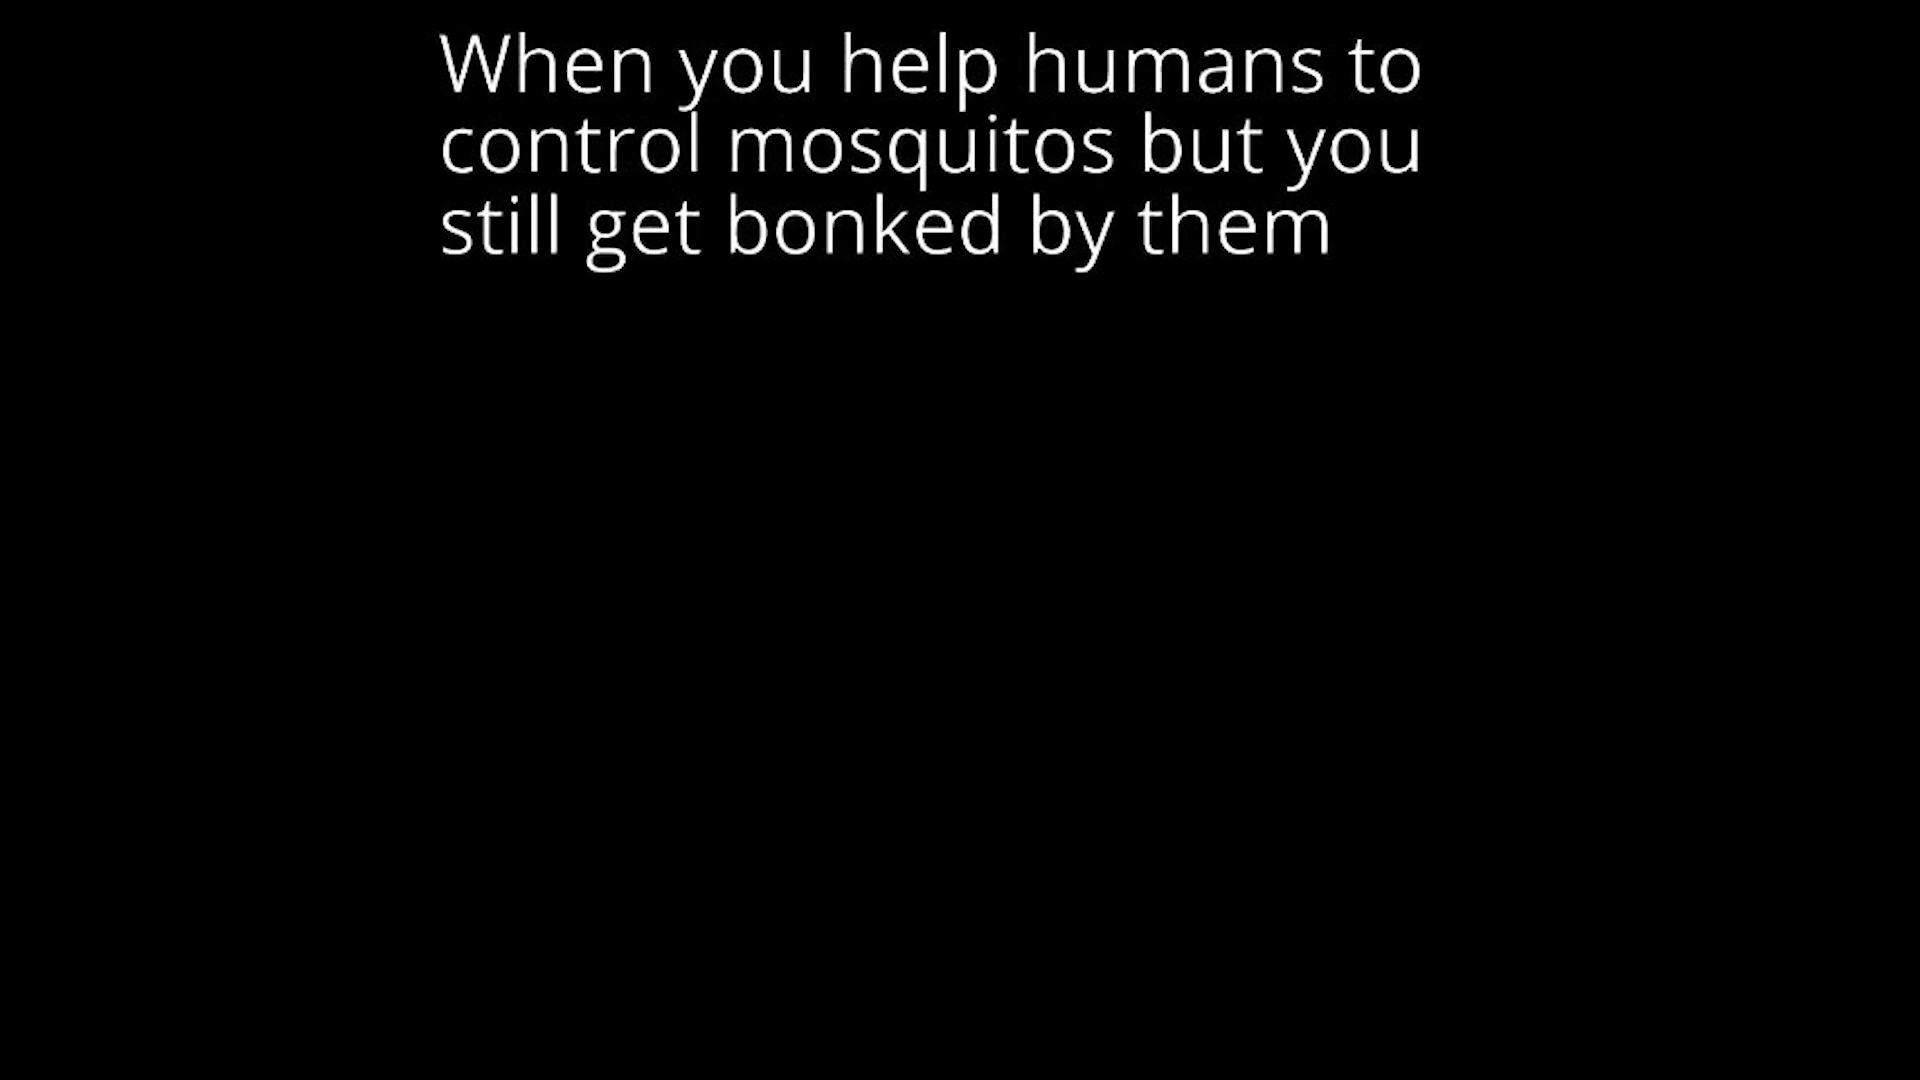 When you help humans to
control mosquitos but you
still get bonked by them